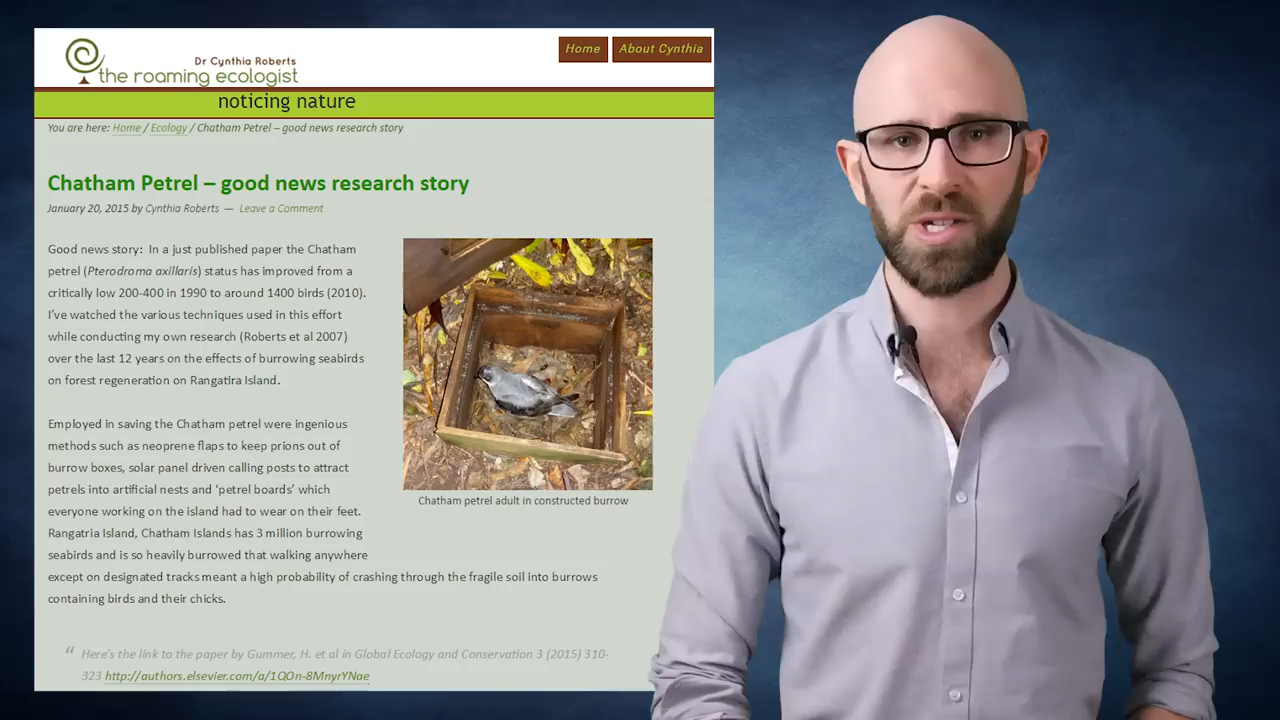 Dr Cynthia Roberts
the roaming ecologist
Home
About Cynthia
noticing nature
You are here: Home / Ecology / Chatham Petrel – good news research story
Chatham Petrel – good news research story
January 20, 2015 by Cynthia Roberts — Leave a Comment
Good news story: In a just published paper the Chatham
petrel (Pterodroma axillaris) status has improved from a
critically low 200-400 in 1990 to around 1400 birds (2010).
I've watched the various techniques used in this effort
while conducting my own research (Roberts et al 2007)
over the last 12 years on the effects of burrowing seabirds
on forest regeneration on Rangatira Island.
Chatham petrel adult in constructed burrow
Employed in saving the Chatham petrel were ingenious
methods such as neoprene flaps to keep prions out of
burrow boxes, solar panel driven calling posts to attract
petrels into artificial nests and ‘petrel boards’ which
everyone working on the island had to wear on their feet.
Rangatria Island, Chatham Islands has 3 million burrowing
seabirds and is so heavily burrowed that walking anywhere
except on designated tracks meant a high probability of crashing through the fragile soil into burrows
containing birds and their chicks.
“ Here's the link to the paper by Gummer, H. et al in Global Ecology and Conservation 3 (2015) 310-
323 http://authors.elsevier.com/a/1QOn-8MnyrYNae